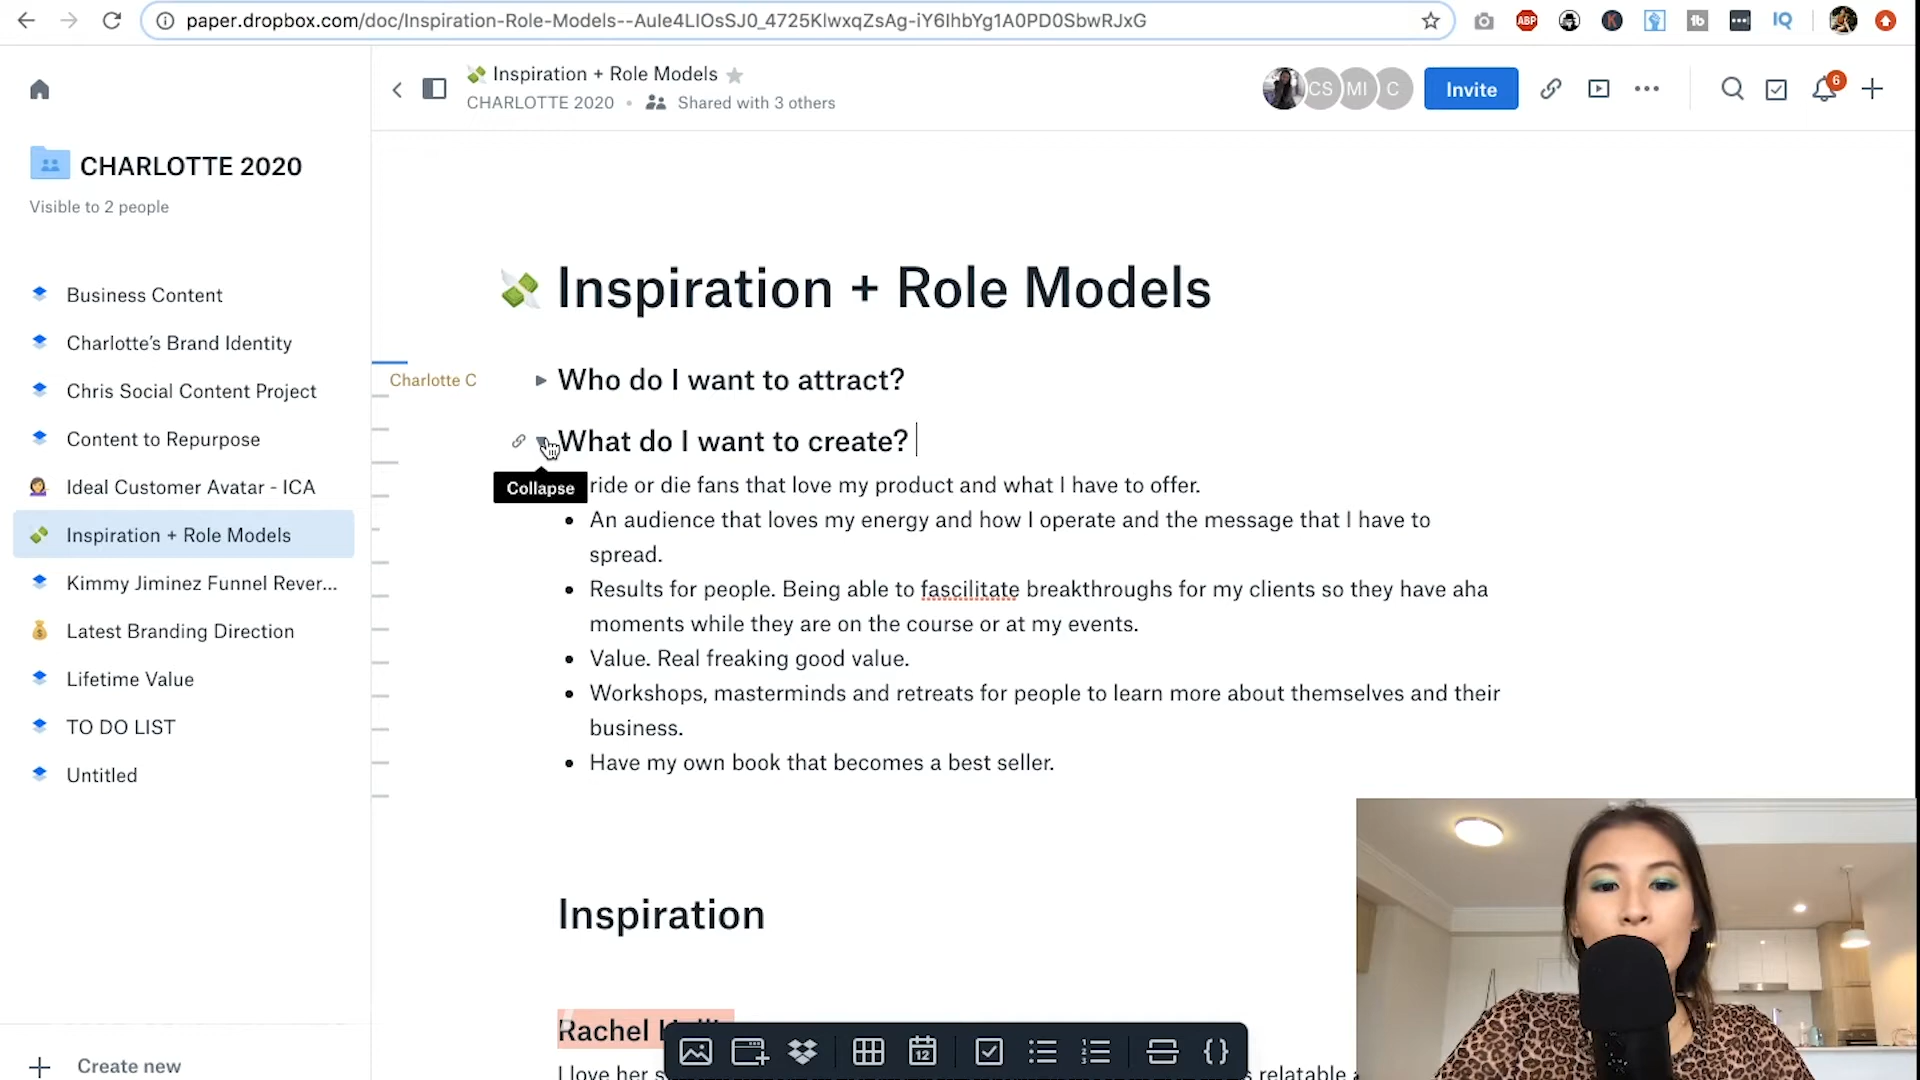 paper.dropbox.com/doc/Inspiration-Role-Models--AuIe4LIOsSJ0_4725KlwxqZsAg-iY6IhbYg1A0PD0SbwRJxG
ABP
K
tb
IQ
Inspiration + Role Models
CHARLOTTE 2020 • Shared with 3 others
CS
MI
C
Invite
6
CHARLOTTE 2020
Visible to 2 people
Business Content
Charlotte’s Brand Identity
Chris Social Content Project
Content to Repurpose
Ideal Customer Avatar - ICA
Inspiration + Role Models
Kimmy Jiminez Funnel Rever...
Latest Branding Direction
Lifetime Value
TO DO LIST
Untitled
Create new
Inspiration + Role Models
Charlotte C
Who do I want to attract?
What do I want to create?
Collapse
ride or die fans that love my product and what I have to offer.
• An audience that loves my energy and how I operate and the message that I have to
spread.
• Results for people. Being able to fascilitate breakthroughs for my clients so they have aha
moments while they are on the course or at my events.
• Value. Real freaking good value.
• Workshops, masterminds and retreats for people to learn more about themselves and their
business.
• Have my own book that becomes a best seller.
Inspiration
Rachel
12
I love her
relatable